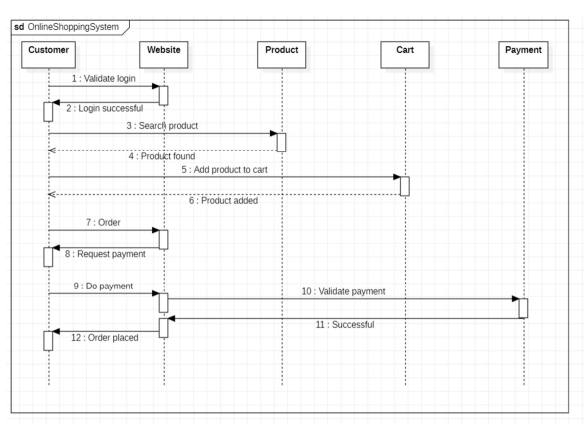 sd OnlineShoppingSystem
Customer Website Product Cart Payment
1 : Validate login
2 : Login successful
3 : Search product
4 : Product found
5 : Add product to cart
6 : Product added
7 : Order
8 : Request payment
9 : Do payment
10 : Validate payment
11 : Successful
12 : Order placed